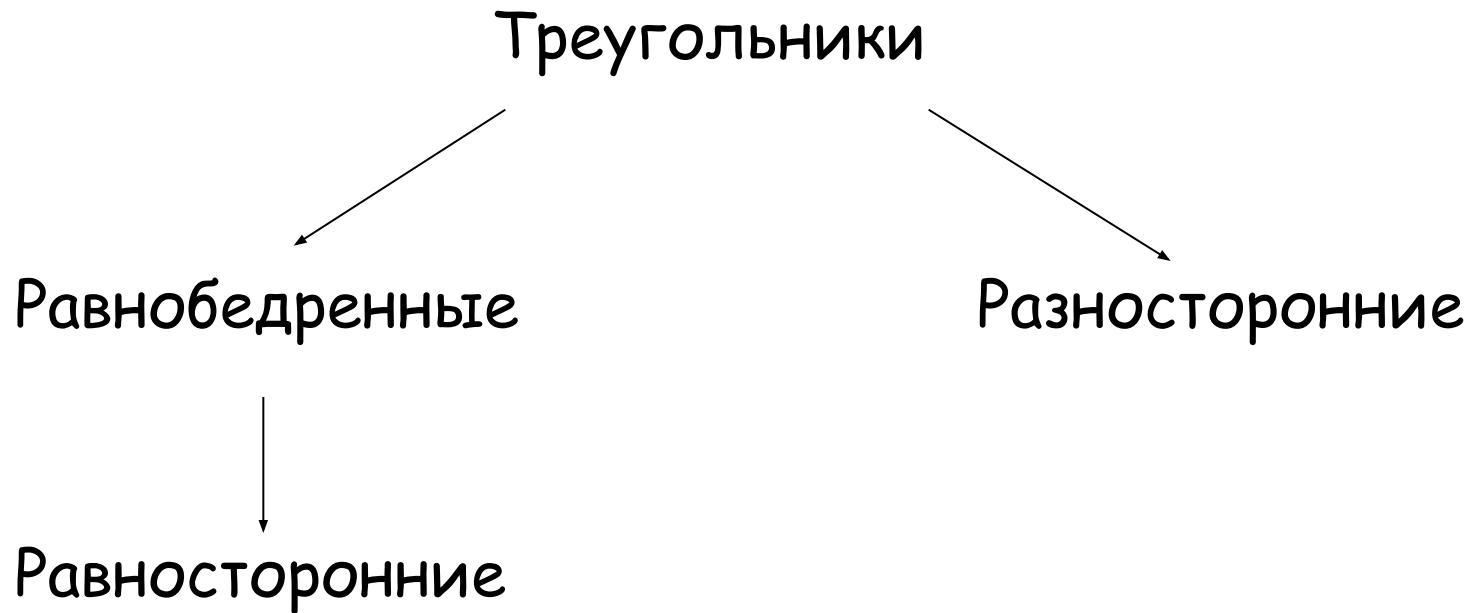 Треугольники
Равнобедренные
Разносторонние
Равносторонние